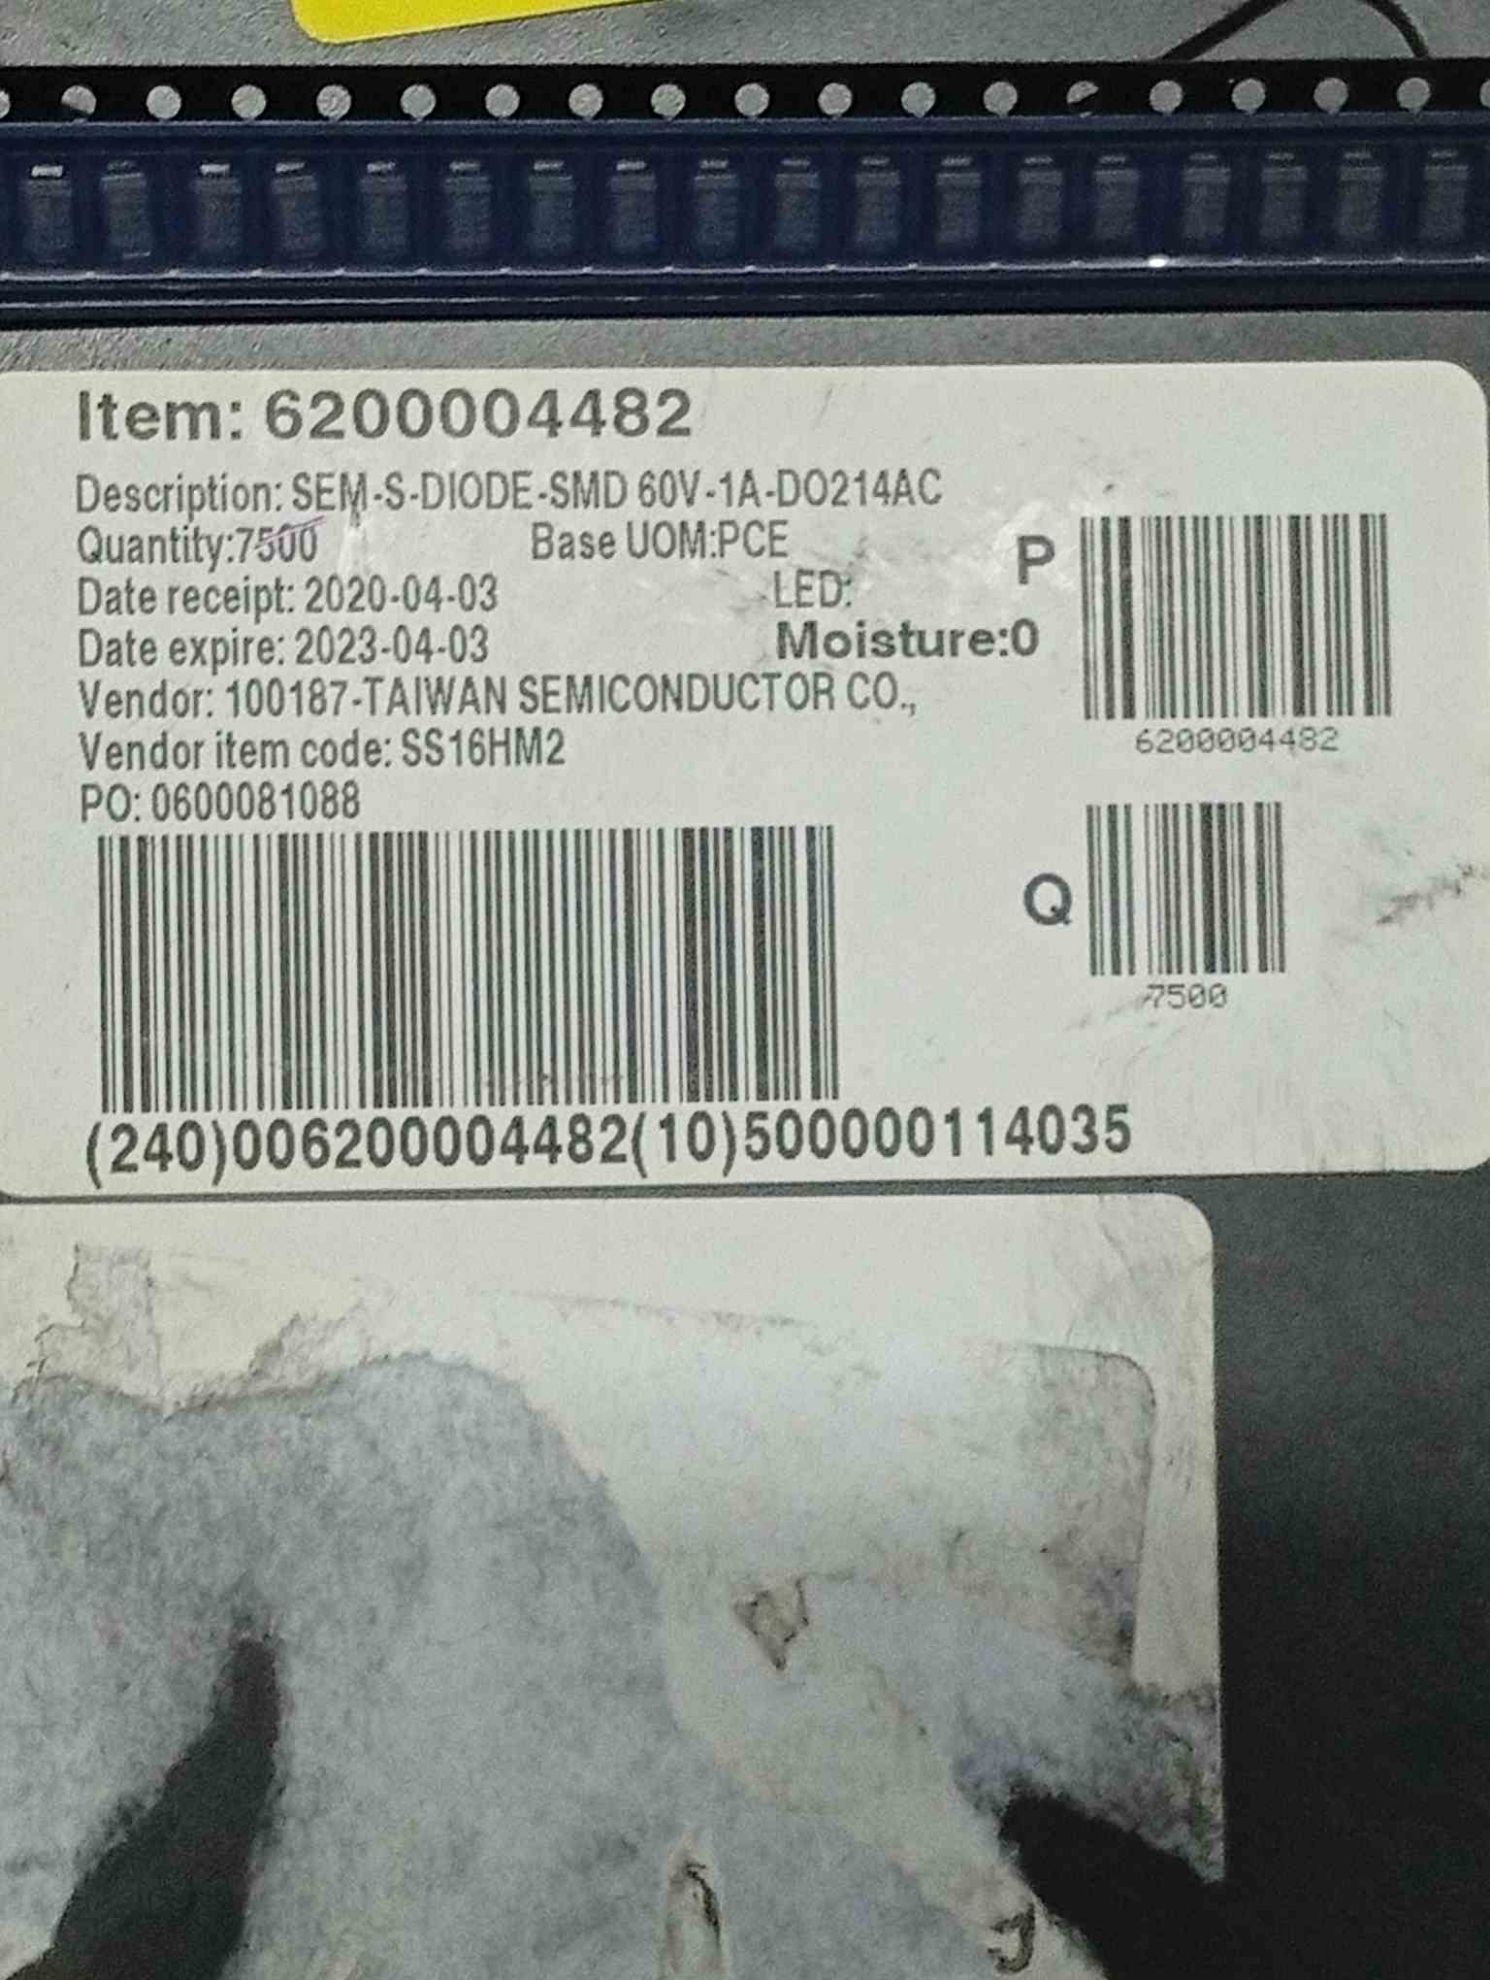 Item: 6200004482
Description: SEM-S-DIODE-SMD 60V-1A-DO214AC
Quantity:7500 Base UOM:PCE
Date receipt: 2020-04-03 LED:
Date expire: 2023-04-03 Moisture:0
Vendor: 100187-TAIWAN SEMICONDUCTOR CO.,
Vendor item code: SS16HM2
PO: 0600081088
P
6200004482
Q
7500
(240)006200004482(10)500000114035